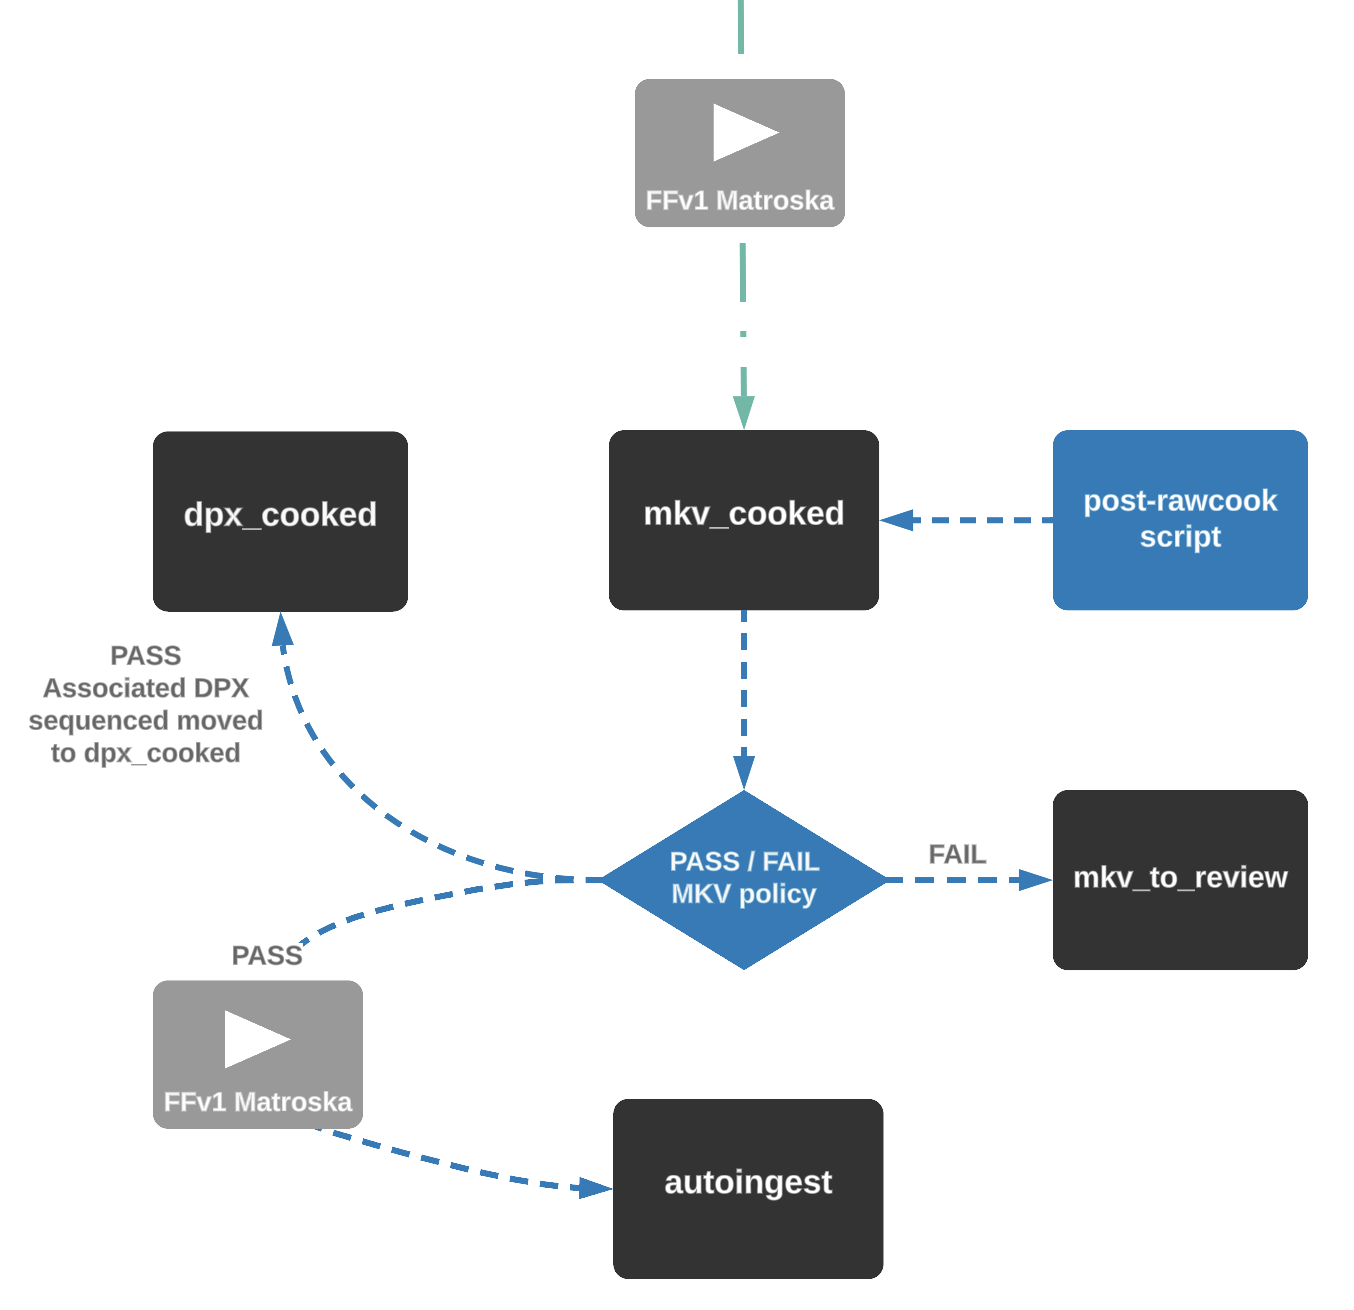 FFv1 Matroska
dpx_cooked
mkv_cooked
post-rawcook
script
PASS
Associated DPX
sequenced moved
to dpx_cooked
PASS / FAIL
MKV policy
FAIL
mkv_to_review
PASS
FFv1 Matroska
autoingest